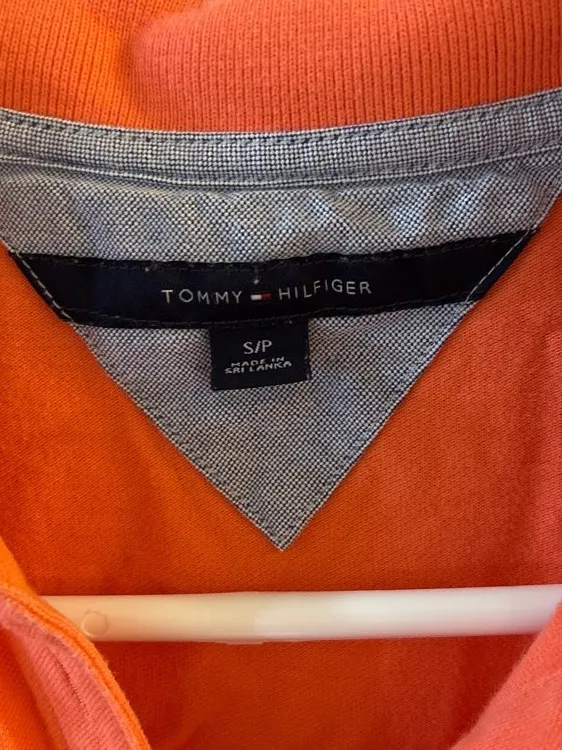 TOMMY HILFIGER
S/P
MADE IN
SRI LANKA